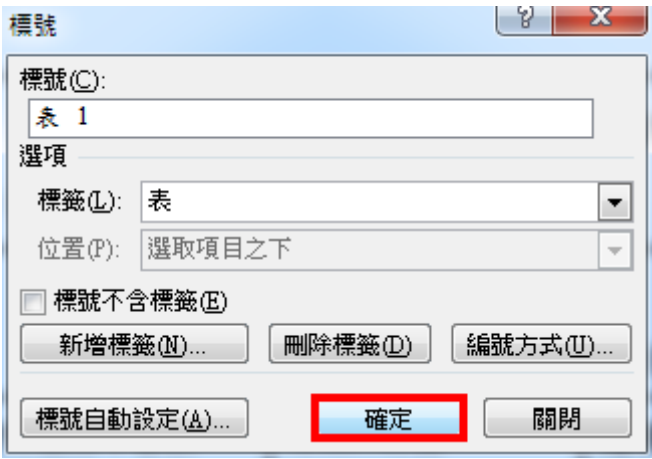 標號
標號(C):
表 1
選項
標籤(L): 表
位置(P): 選取項目之下
標號不含標籤(E)
新增標籤(N)... 刪除標籤(D) 編號方式(U)...
標號自動設定(A)... 確定 關閉